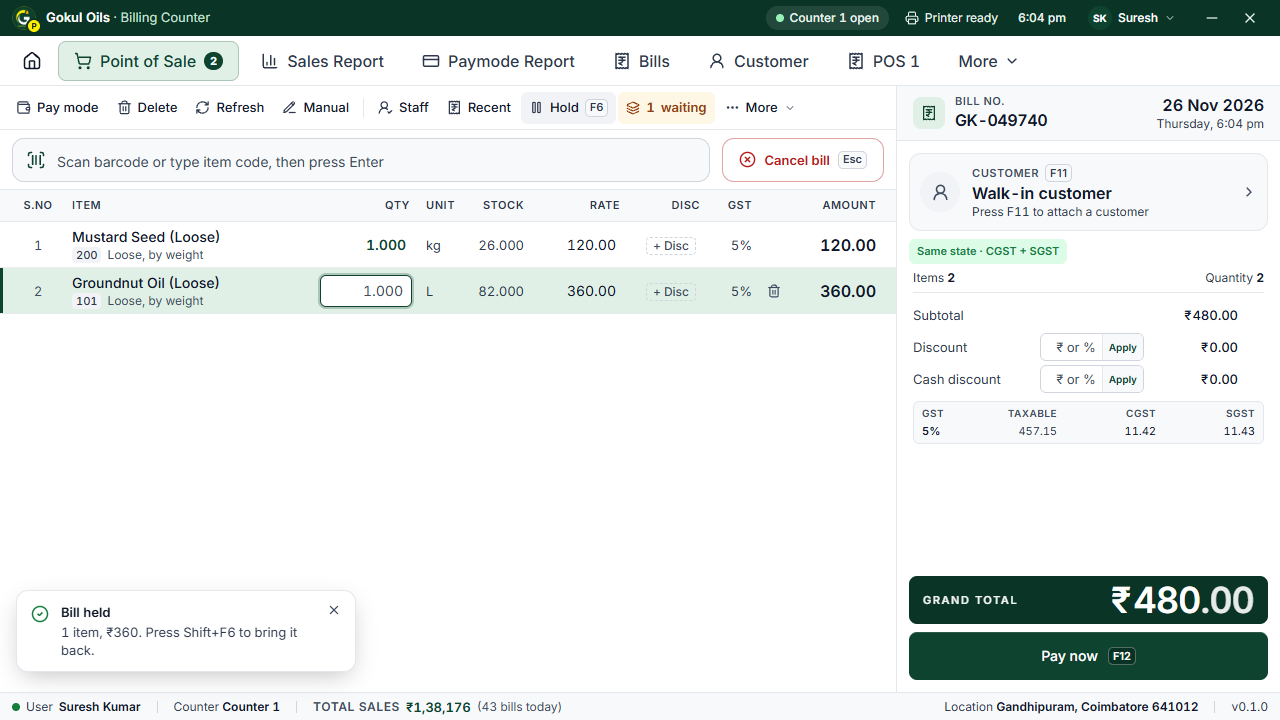 Gokul Oils · Billing Counter
Counter 1 open
Printer ready
6:04 pm
SK Suresh
Point of Sale 2
Sales Report
Paymode Report
Bills
Customer
POS 1
More
Pay mode
Delete
Refresh
Manual
Staff
Recent
Hold F6
1 waiting
More
BILL NO.
GK-049740
26 Nov 2026
Thursday, 6:04 pm
Scan barcode or type item code, then press Enter
Cancel bill Esc
CUSTOMER F11
Walk-in customer
Press F11 to attach a customer
S.NO ITEM QTY UNIT STOCK RATE DISC GST AMOUNT
1 Mustard Seed (Loose) 1.000 kg 26.000 120.00 + Disc 5% 120.00
200 Loose, by weight
2 Groundnut Oil (Loose) 1.000 L 82.000 360.00 + Disc 5% 360.00
101 Loose, by weight
Same state · CGST + SGST
Items 2 Quantity 2
Subtotal ₹480.00
Discount ₹ or % Apply ₹0.00
Cash discount ₹ or % Apply ₹0.00
GST TAXABLE CGST SGST
5% 457.15 11.42 11.43
GRAND TOTAL ₹480.00
Pay now F12
Bill held
1 item, ₹360. Press Shift+F6 to bring it
back.
User Suresh Kumar
Counter Counter 1
TOTAL SALES ₹1,38,176 (43 bills today)
Location Gandhipuram, Coimbatore 641012
v0.1.0